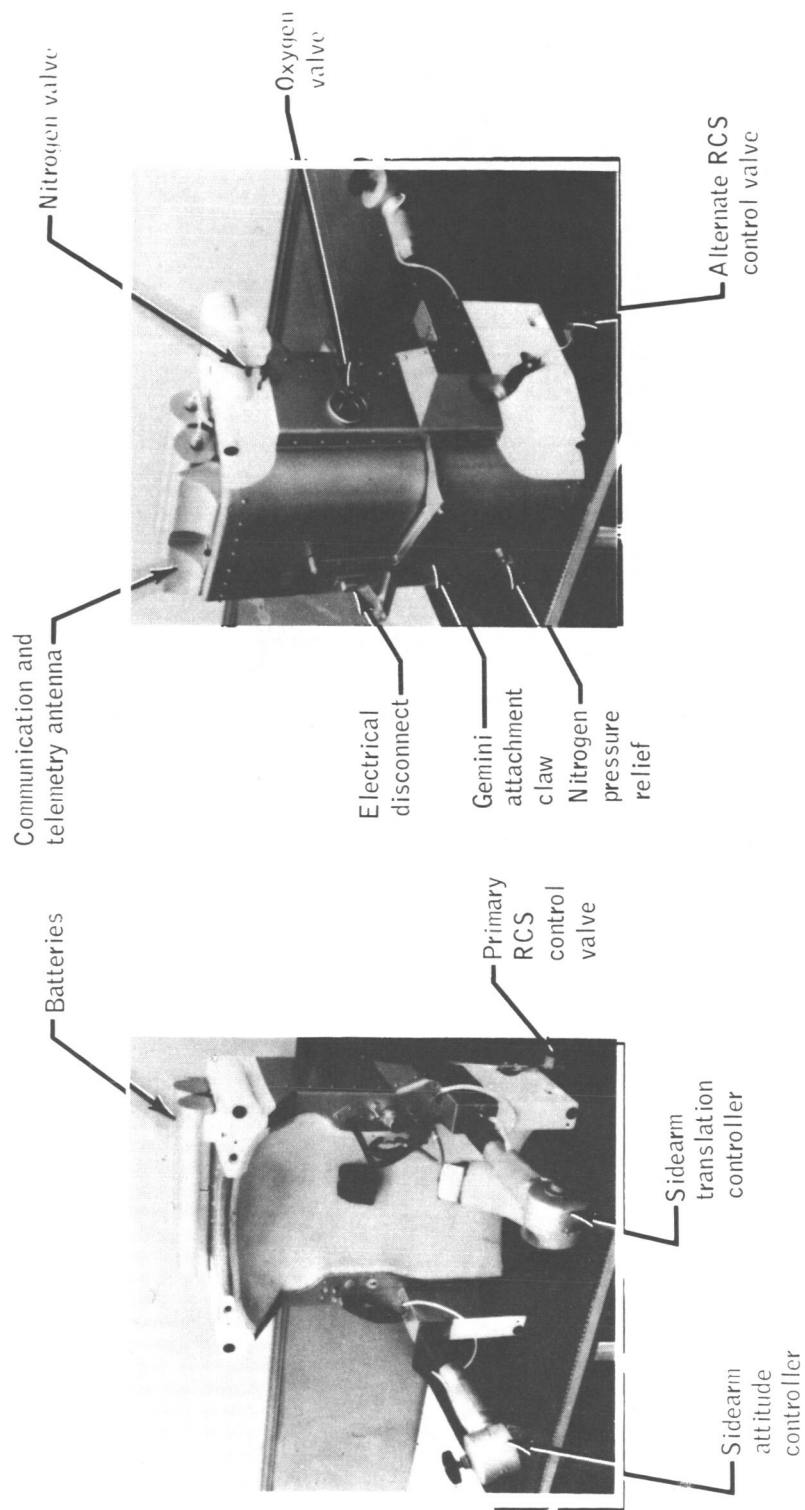 Batteries
Primary
RCS
control
valve
Sidearm
translation
controller
Sidearm
attitude
controller
Communication and
telemetry antenna
Nitrogen valve
Oxygen
valve
Electrical
disconnect
Gemini
attachment
claw
Nitrogen
pressure
relief
Alternate RCS
control valve